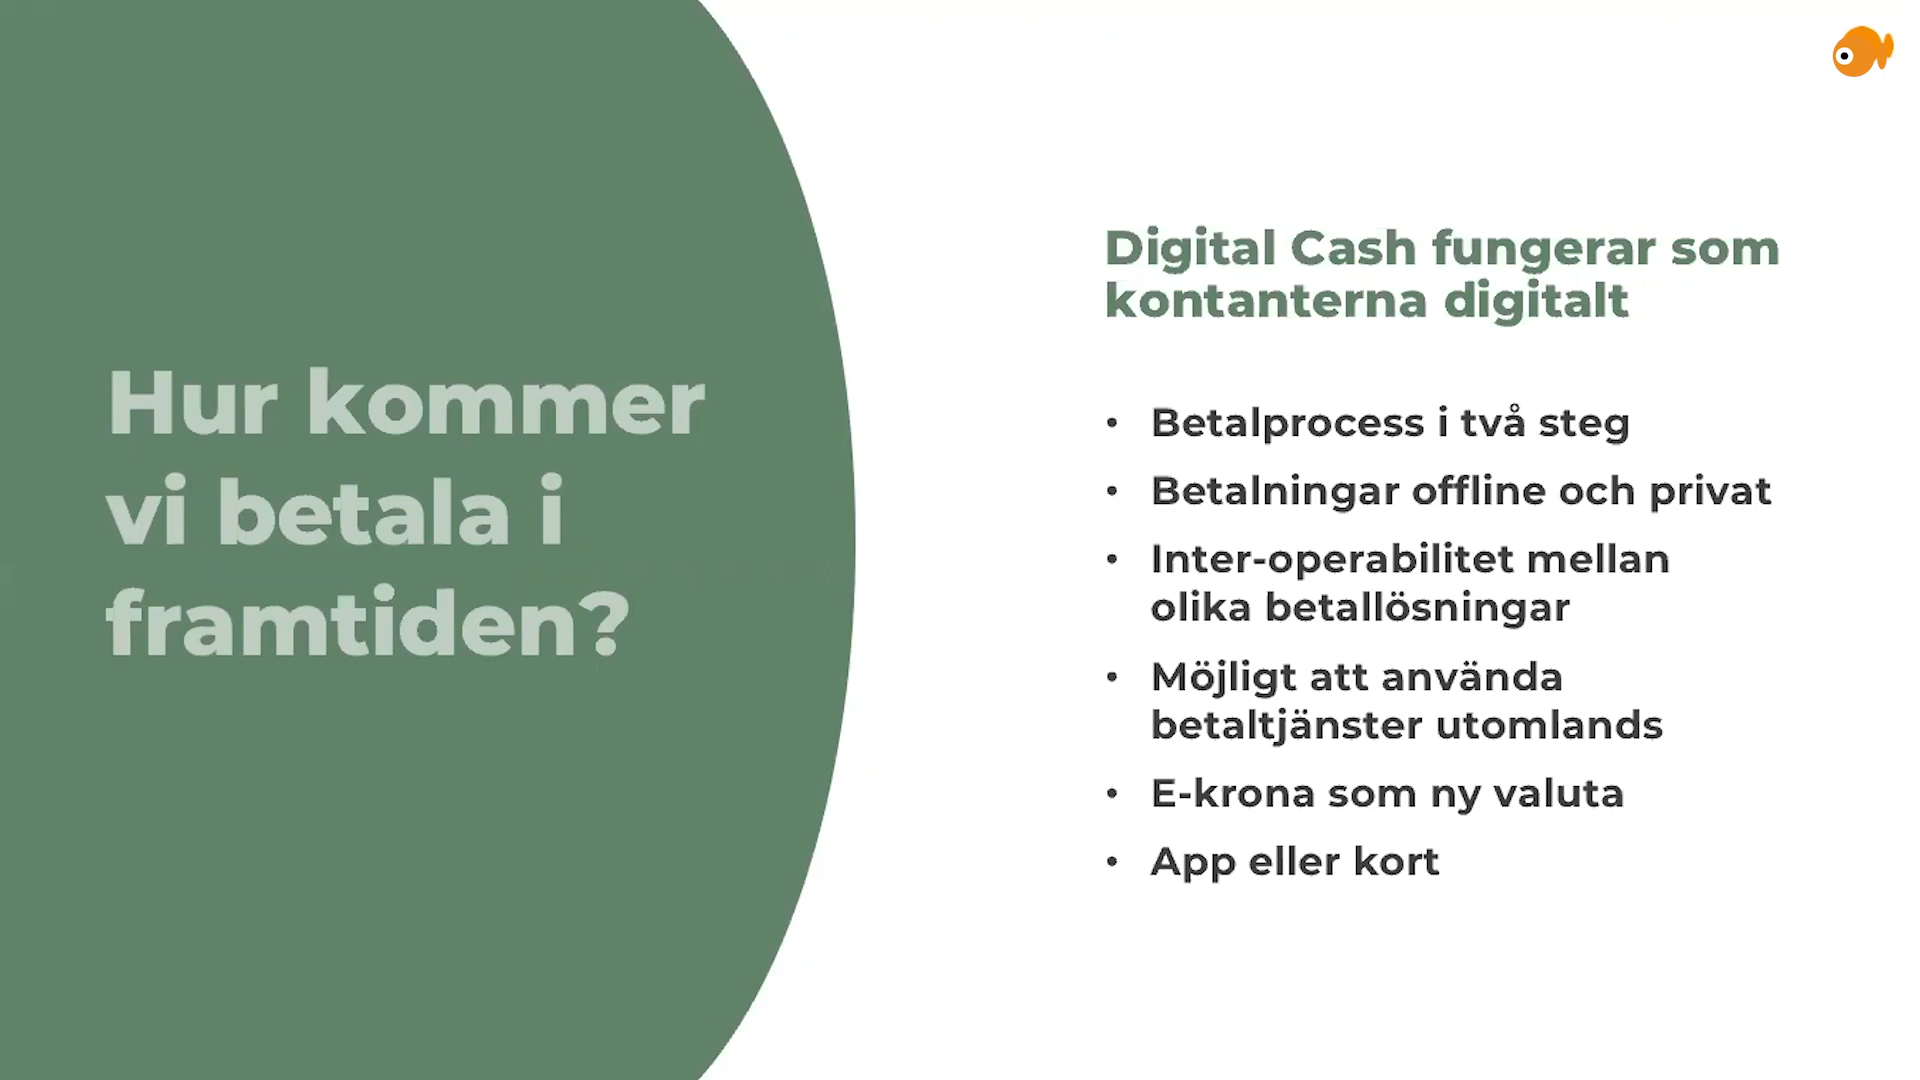 Hur kommer
vi betala i
framtiden?
Digital Cash fungerar som
kontanterna digitalt
• Betalprocess i två steg
• Betalningar offline och privat
• Inter-operabilitet mellan
olika betallösningar
• Möjligt att använda
betaltjänster utomlands
• E-krona som ny valuta
• App eller kort